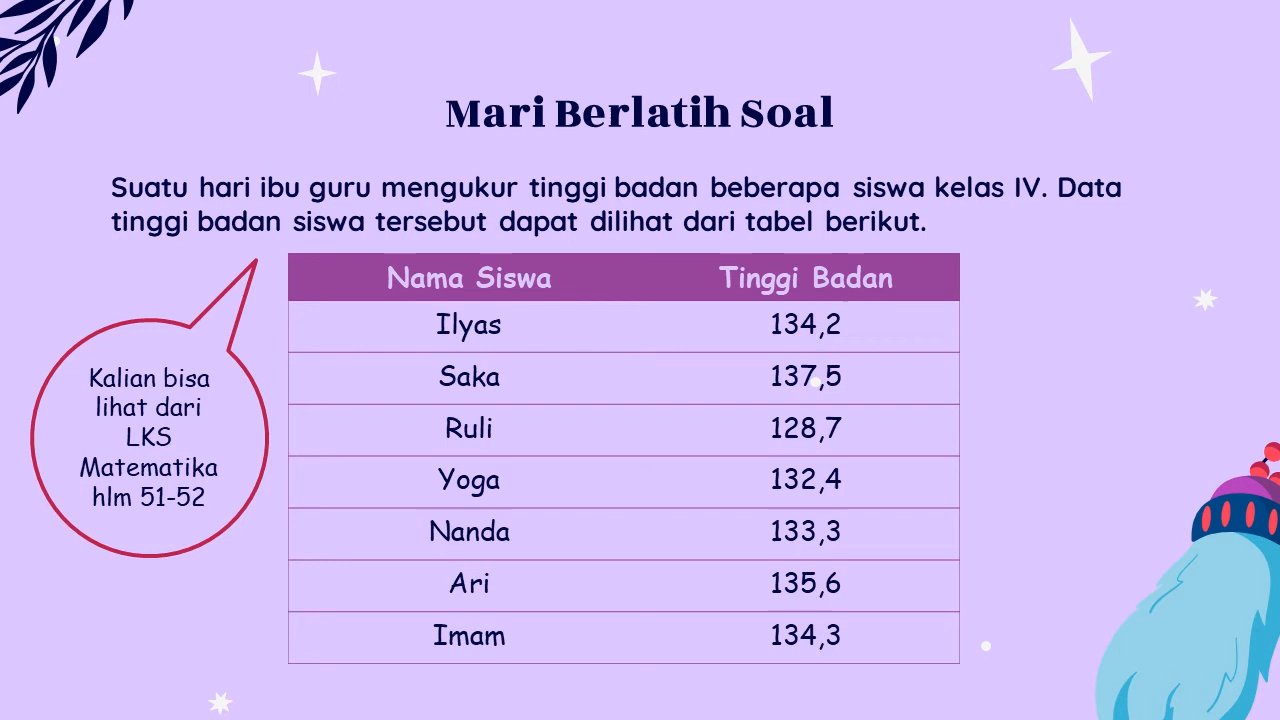 Mari Berlatih Soal
Suatu hari ibu guru mengukur tinggi badan beberapa siswa kelas IV. Data
tinggi badan siswa tersebut dapat dilihat dari tabel berikut.
Nama Siswa Tinggi Badan
Ilyas 134,2
Saka 137,5
Ruli 128,7
Yoga 132,4
Nanda 133,3
Ari 135,6
Imam 134,3
Kalian bisa
lihat dari
LKS
Matematika
hlm 51-52